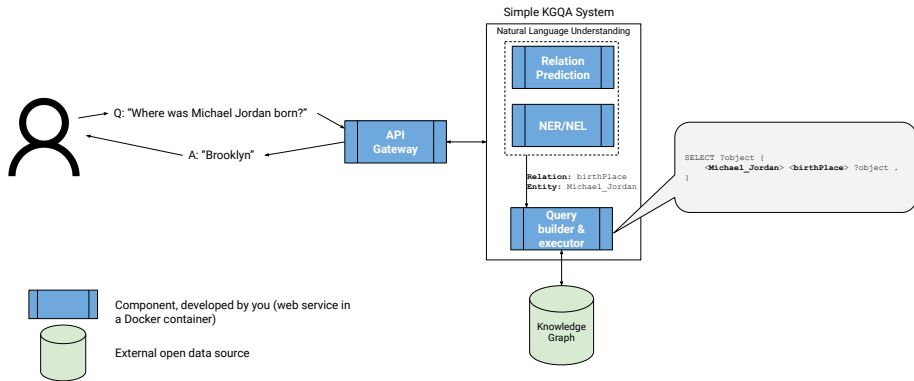 Simple KGQA System
Natural Language Understanding
Relation
Prediction
NER/NEL
Q: “Where was Michael Jordan born?”
A: “Brooklyn”
API
Gateway
Relation: birthPlace
Entity: Michael_Jordan
Query
builder &
executor
SELECT ?object {
<Michael_Jordan> <birthPlace> ?object .
}
Knowledge
Graph
Component, developed by you (web service in
a Docker container)
External open data source